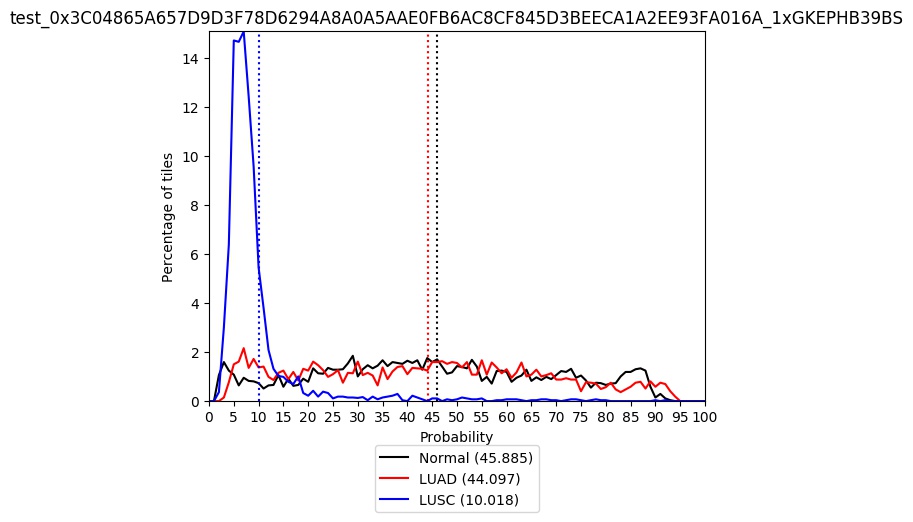 test_0x3C04865A657D9D3F78D6294A8A0A5AAE0FB6AC8CF845D3BEECA1A2EE93FA016A_1xGKEPHB39BS
14
12
10
8
6
4
2
0
Percentage of tiles
0 5 10 15 20 25 30 35 40 45 50 55 60 65 70 75 80 85 90 95 100
Probability
Normal (45.885)
LUAD (44.097)
LUSC (10.018)